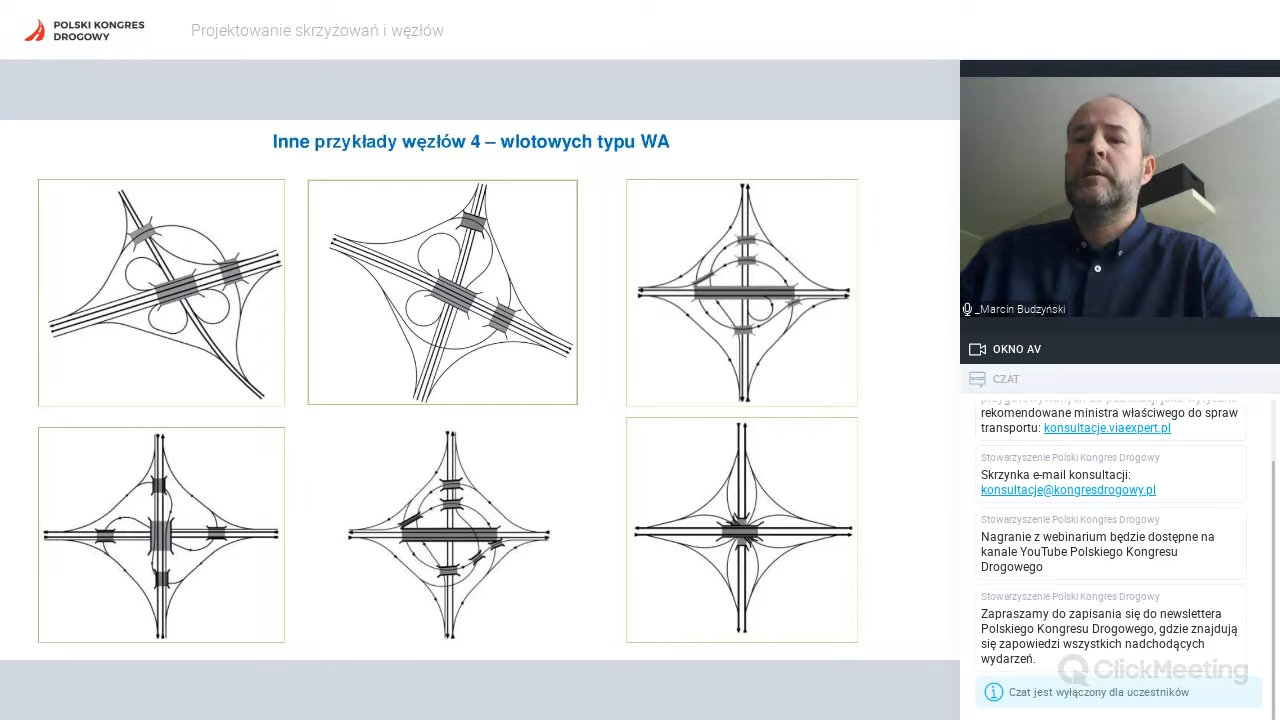 POLSKI KONGRES
DROGOWY
Projektowanie skrzyżowań i węzłów
Inne przykłady węzłów 4 – wlotowych typu WA
_Marcin Budzyński
OKNO AV
CZAT
rekomendowane ministra właściwego do spraw
transportu: konsultacje.viaexpert.pl
Stowarzyszenie Polski Kongres Drogowy
Skrzynka e-mail konsultacji:
konsultacje@kongresdrogowy.pl
Stowarzyszenie Polski Kongres Drogowy
Nagranie z webinarium będzie dostępne na
kanale YouTube Polskiego Kongresu
Drogowego
Stowarzyszenie Polski Kongres Drogowy
Zapraszamy do zapisania się do newslettera
Polskiego Kongresu Drogowego, gdzie znajdują
się zapowiedzi wszystkich nadchodzących
wydarzeń.
ClickMeeting
Czat jest wyłączony dla uczestników